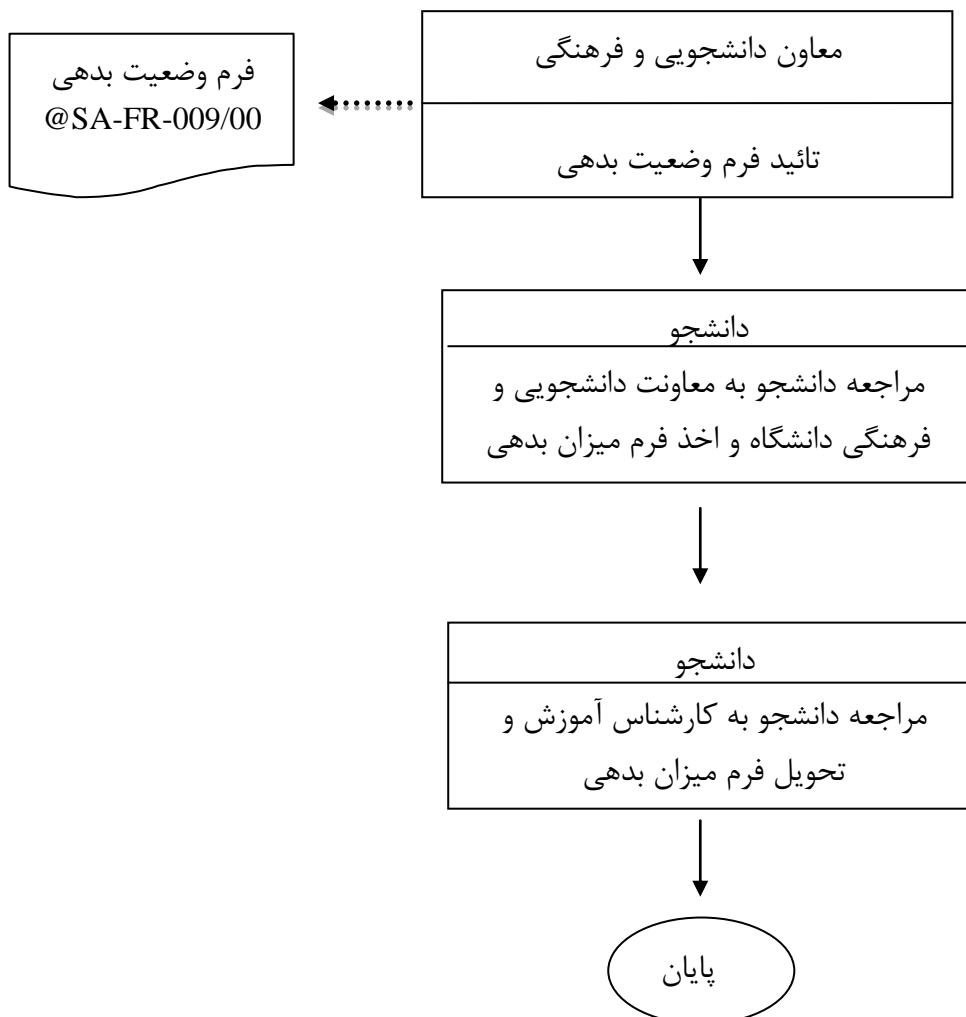 معاون دانشجویی و فرهنگی
تائید فرم وضعیت بدهی
فرم وضعیت بدهی
@SA-FR-009/00
دانشجو
مراجعه دانشجو به معاونت دانشجویی و
فرهنگی دانشگاه و اخذ فرم میزان بدهی
دانشجو
مراجعه دانشجو به کارشناس آموزش و
تحویل فرم میزان بدهی
پایان